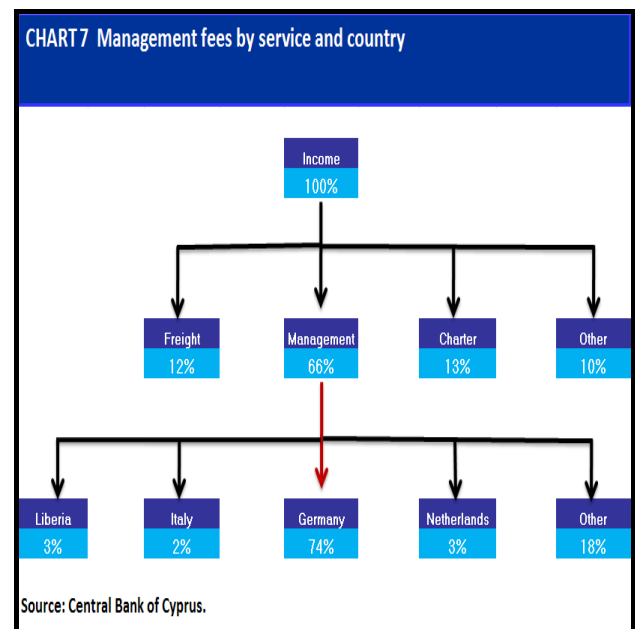 CHART 7 Management fees by service and country
Income
100%
Freight Management Charter Other
12% 66% 13% 10%
Liberia Italy Germany Netherlands Other
3% 2% 74% 3% 18%
Source: Central Bank of Cyprus.